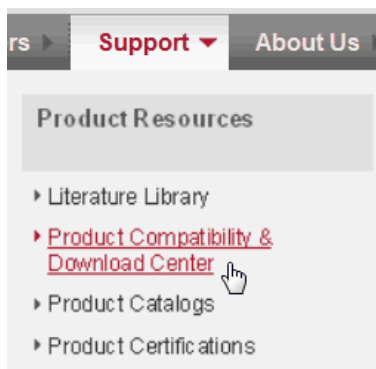 rs Support About Us
Product Resources
Literature Library
Product Compatibility &
Download Center
Product Catalogs
Product Certifications